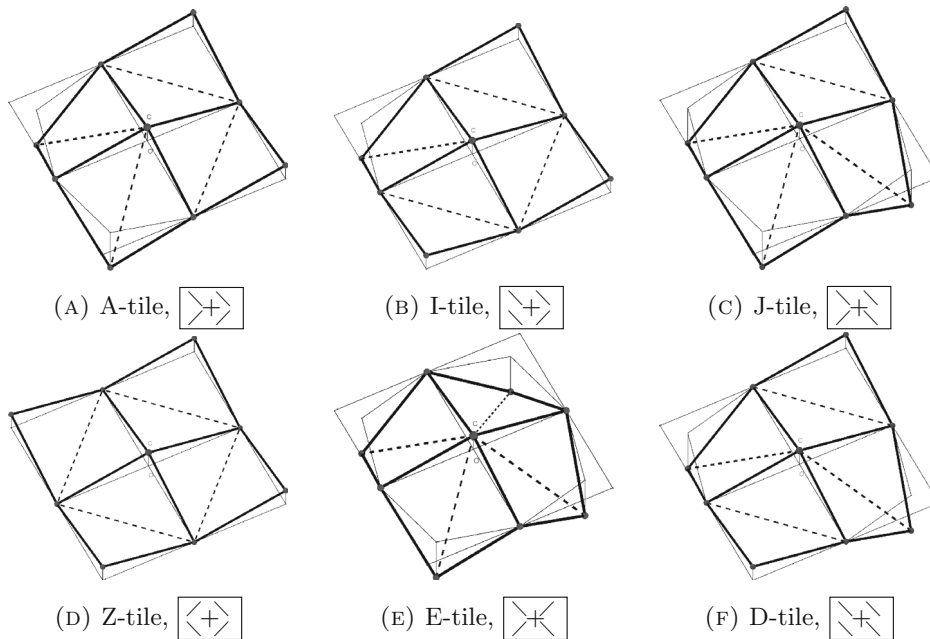 C
C
C
(A) A-tile,
(B) I-tile,
(C) J-tile,
C
C
C
(D) Z-tile,
(E) E-tile,
(F) D-tile,